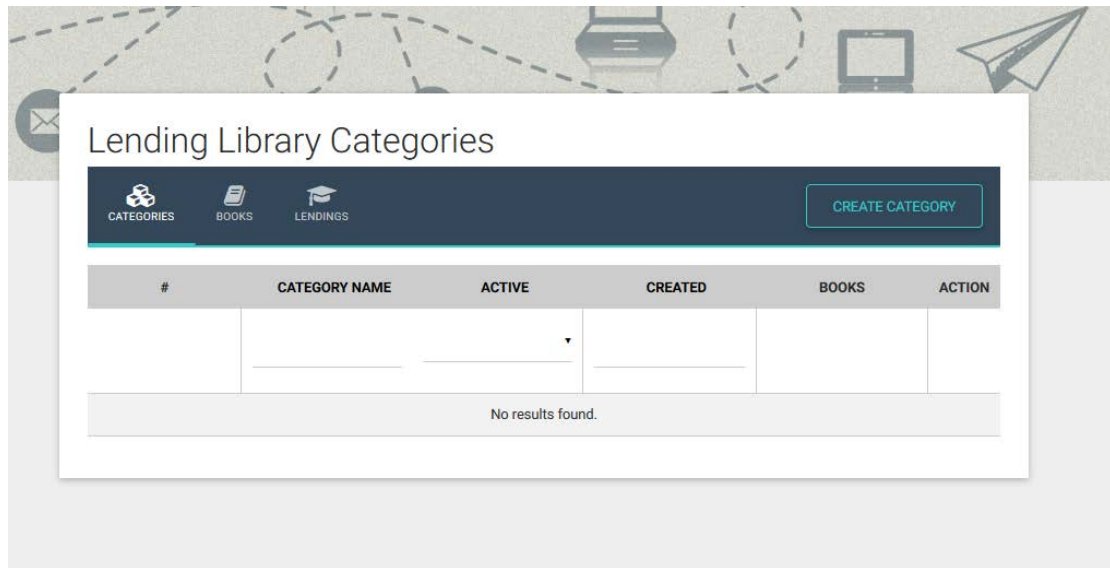 Lending Library Categories
CATEGORIES BOOKS LENDINGS CREATE CATEGORY
# CATEGORY NAME ACTIVE CREATED BOOKS ACTION
No results found.